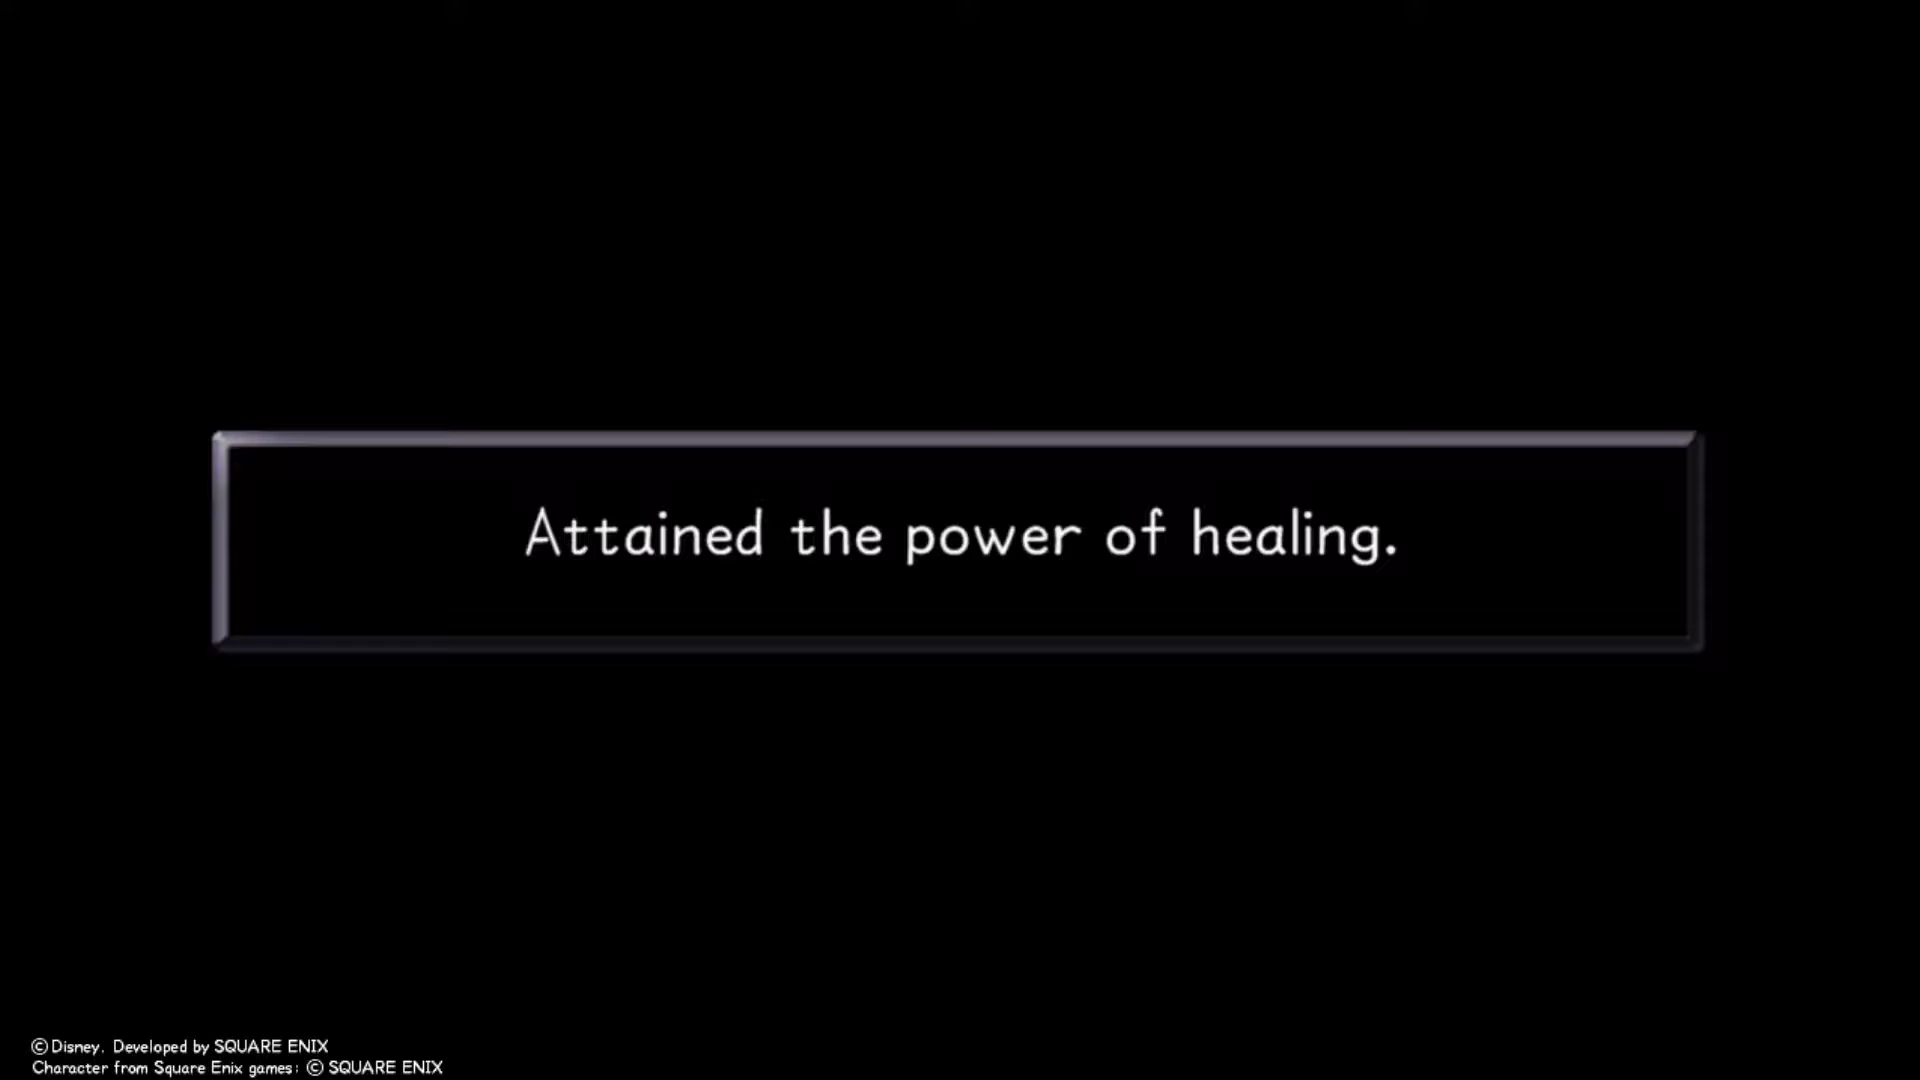 Attained the power of healing.
©Disney. Developed by SQUARE ENIX
Character from Square Enix games: © SQUARE ENIX